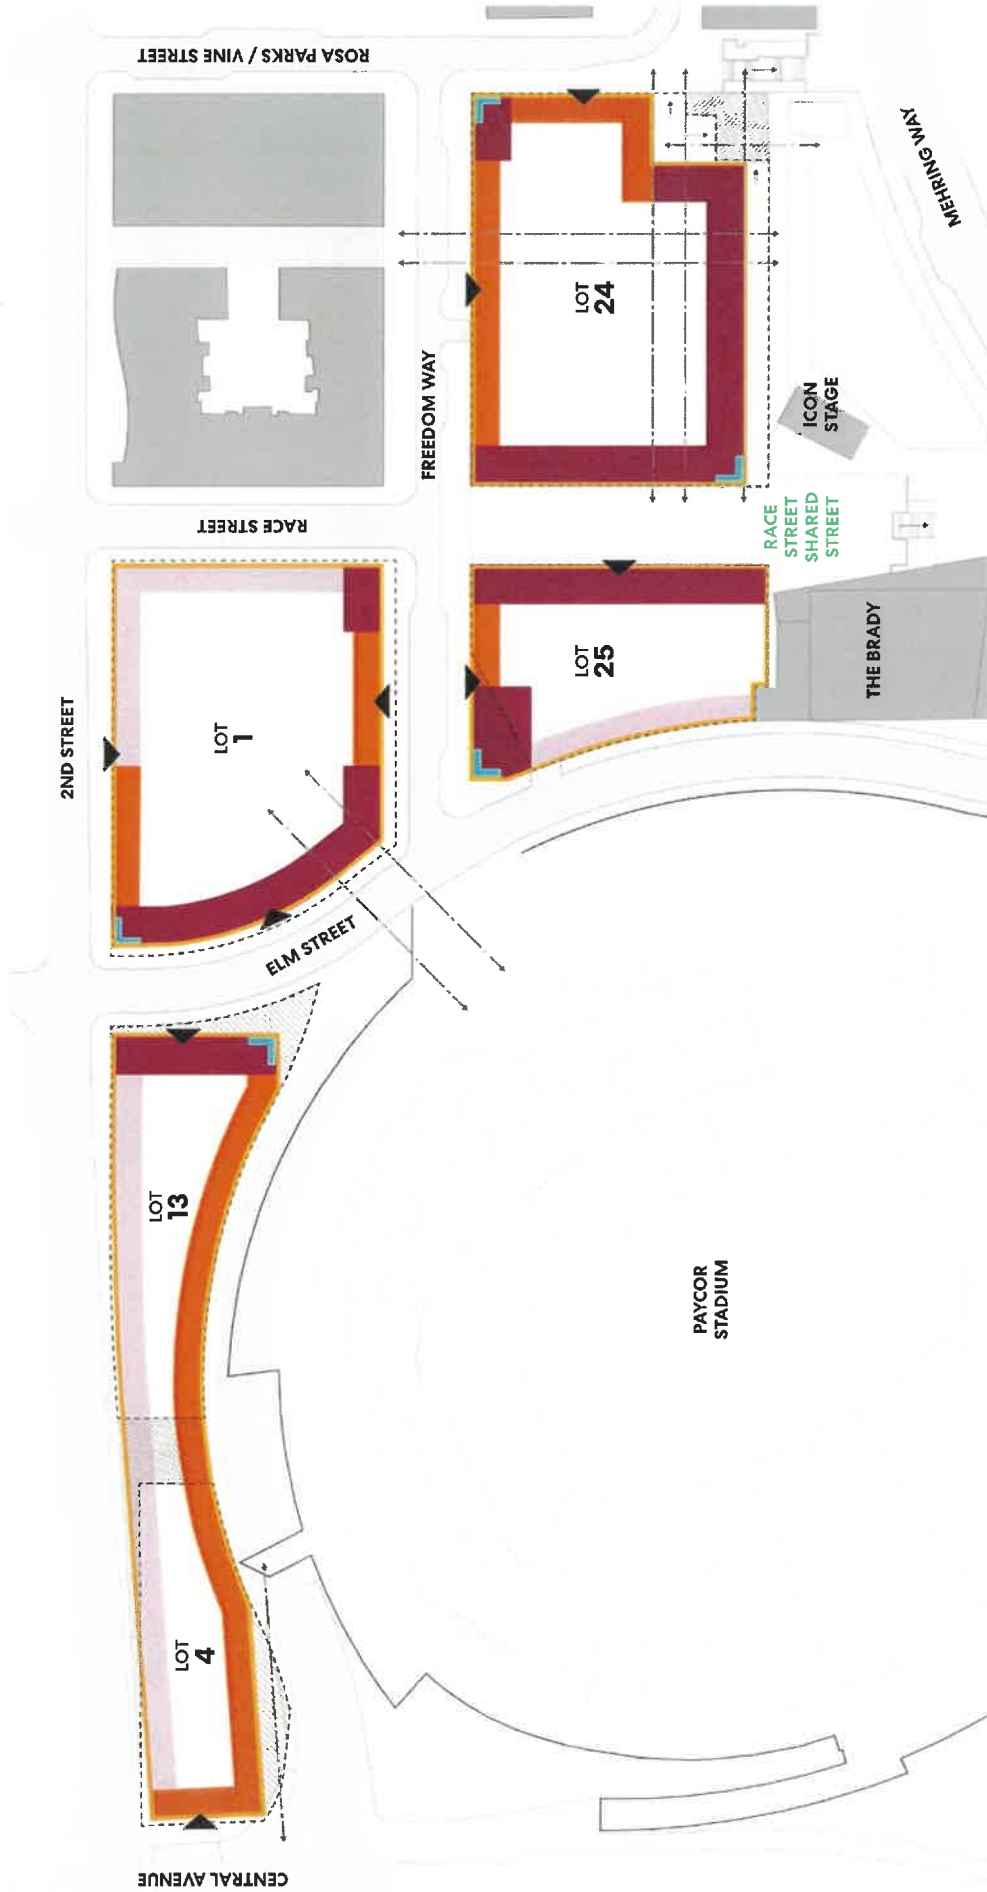 CENTRAL AVENUE
LOT
4
LOT
13
2ND STREET
ELM STREET
LOT
1
RACE STREET
ROSA PARKS / VINE STREET
FREEDOM WAY
LOT
25
LOT
24
RACE
STREET
SHARED
STREET
ICON
STAGE
THE BRADY
MEHRING WAY
PAYCOR
STADIUM